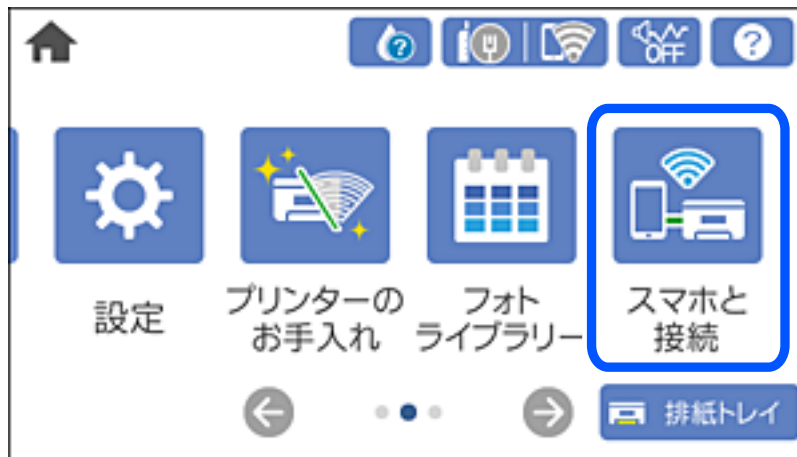 ?
OFF
?
設定
プリンターの
お手入れ
フォト
ライブラリー
スマホと
接続
排紙トレイ